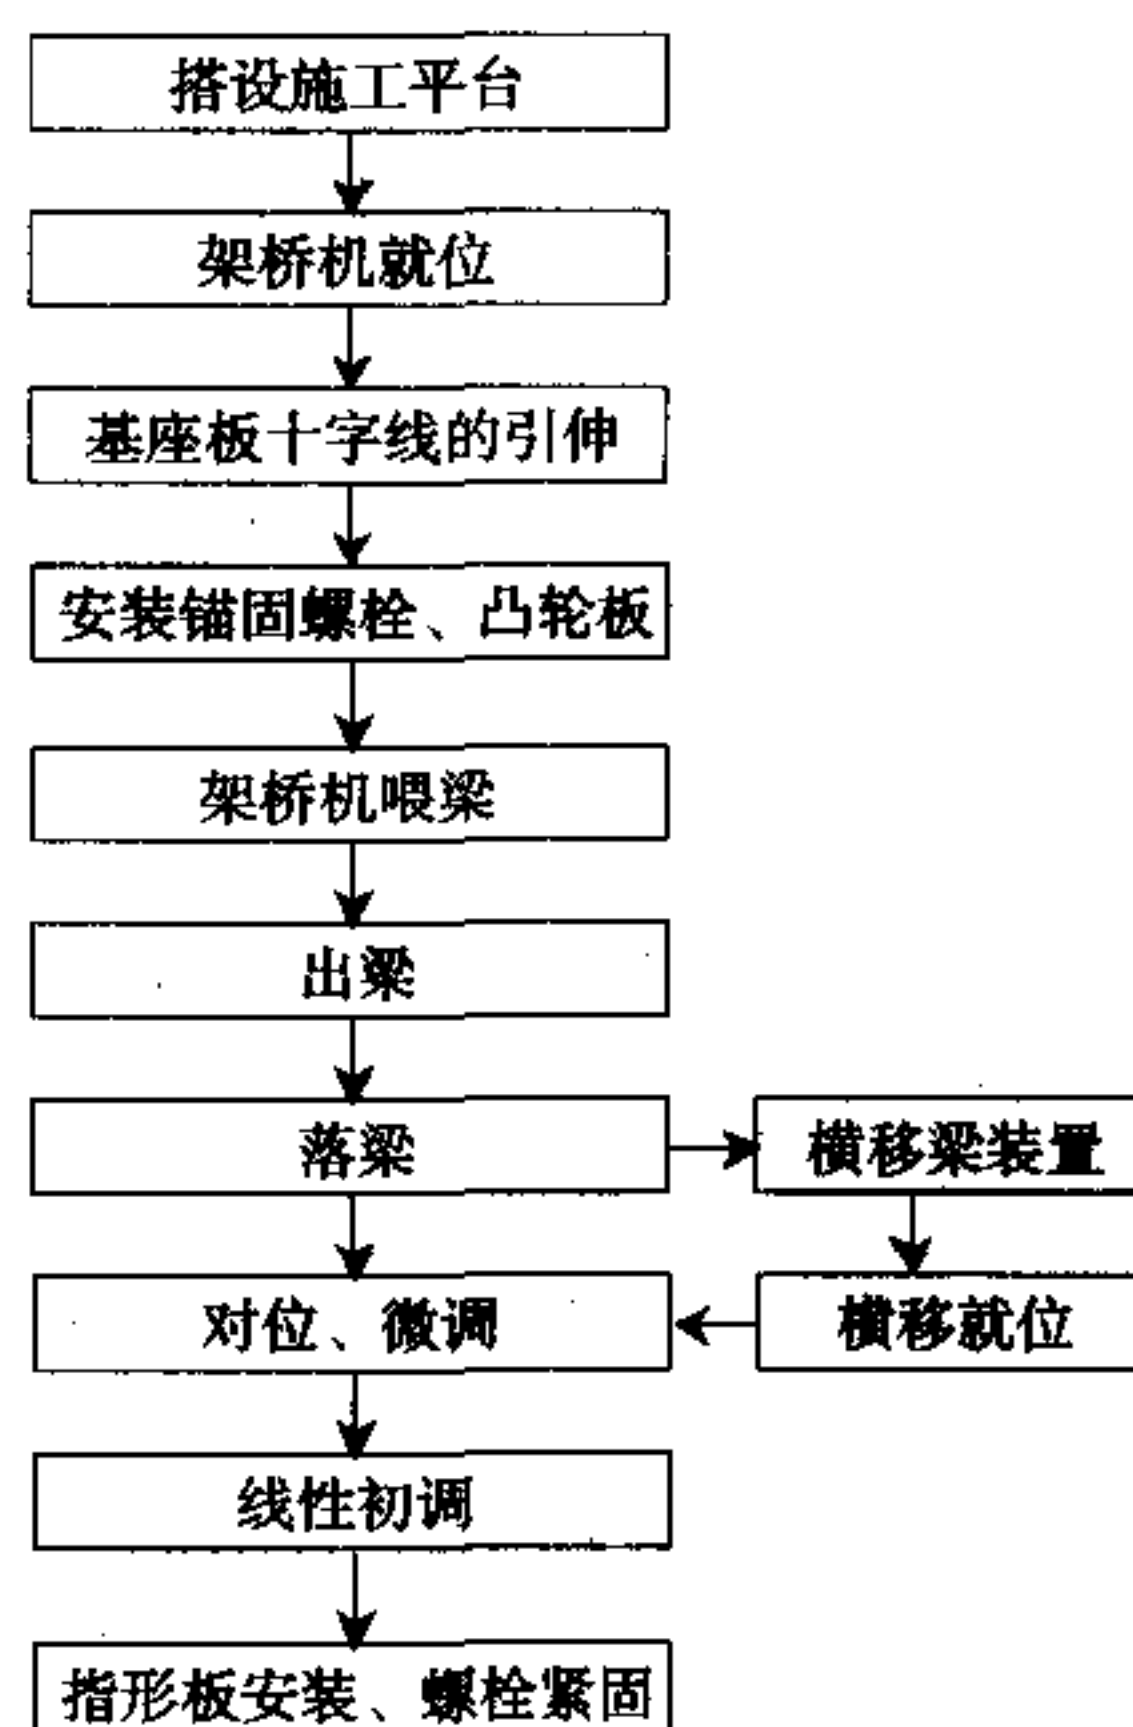 搭设施工平台
架桥机就位
基座板十字线的引伸
安装锚固螺栓、凸轮板
架桥机喂梁
出梁
落梁
横移梁装置
对位、微调
横移就位
线性初调
指形板安装、螺栓紧固